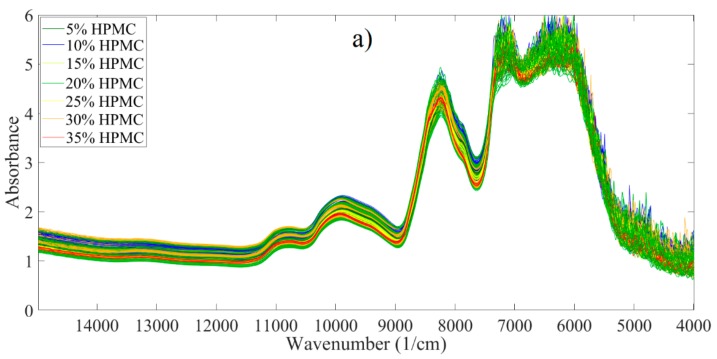 6
5
4
3
2
1
0
Absorbance
5% HPMC
10% HPMC
15% HPMC
20% HPMC
25% HPMC
30% HPMC
35% HPMC
a)
14000 13000 12000 11000 10000 9000 8000 7000 6000 5000 4000
Wavenumber (1/cm)